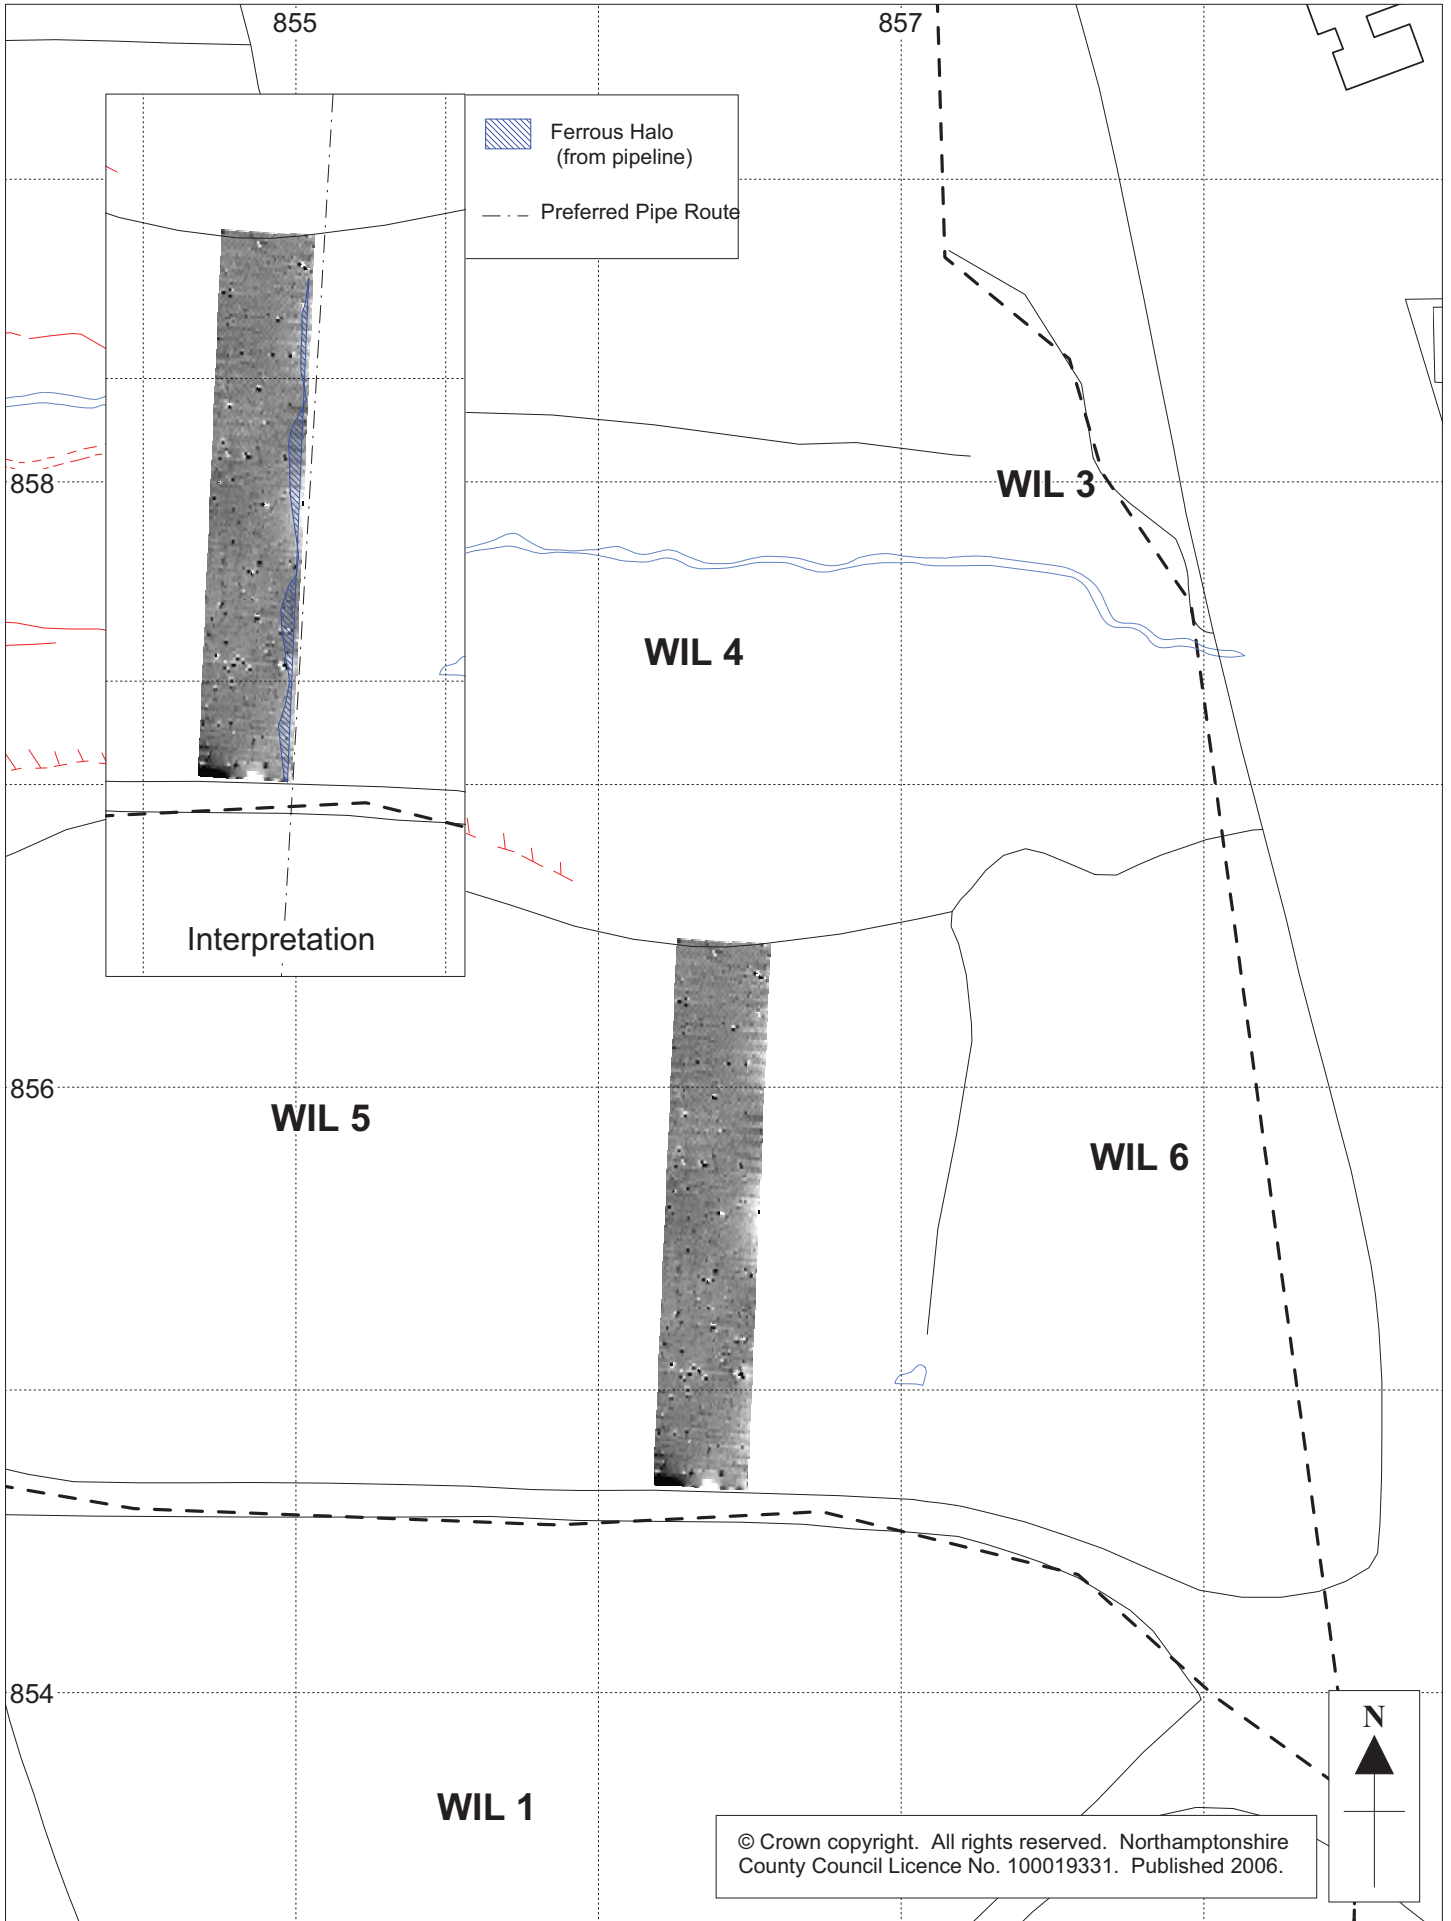 855
857
Ferrous Halo
(from pipeline)
Preferred Pipe Route
858
WIL 3
WIL 4
Interpretation
856
WIL 5
WIL 6
854
N
WIL 1
© Crown copyright. All rights reserved. Northamptonshire
County Council Licence No. 100019331. Published 2006.